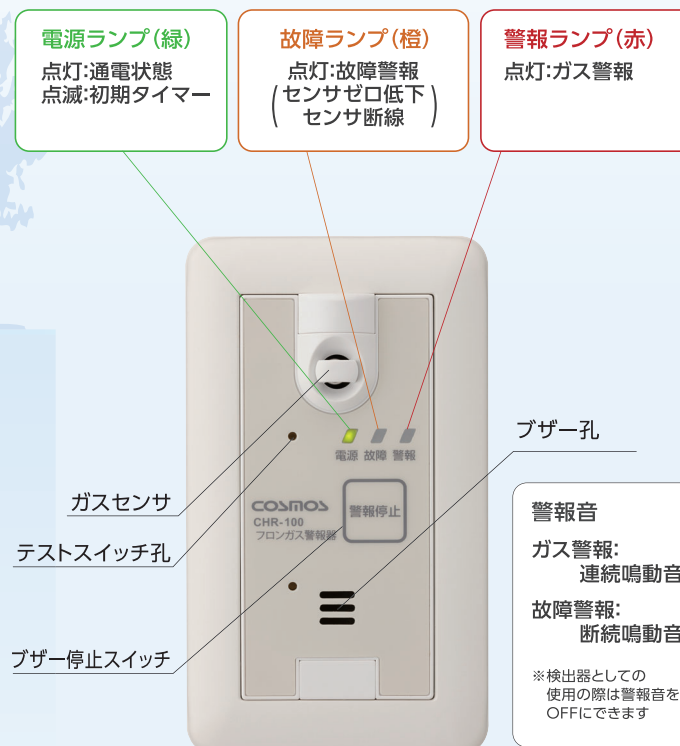 電源ランプ(緑)
点灯:通電状態
点滅:初期タイマー
故障ランプ(橙)
点灯:故障警報
(センサゼロ低下
センサ断線)
警報ランプ(赤)
点灯:ガス警報
電源 故障 警報
ブザー孔
ガスセンサ
COSMOS
CHR-100
フロンガス警報器
警報停止
テストスイッチ孔
ブザー停止スイッチ
警報音
ガス警報:
連続鳴動音
故障警報:
断続鳴動音
※検出器としての
使用の際は警報音を
OFFにできます